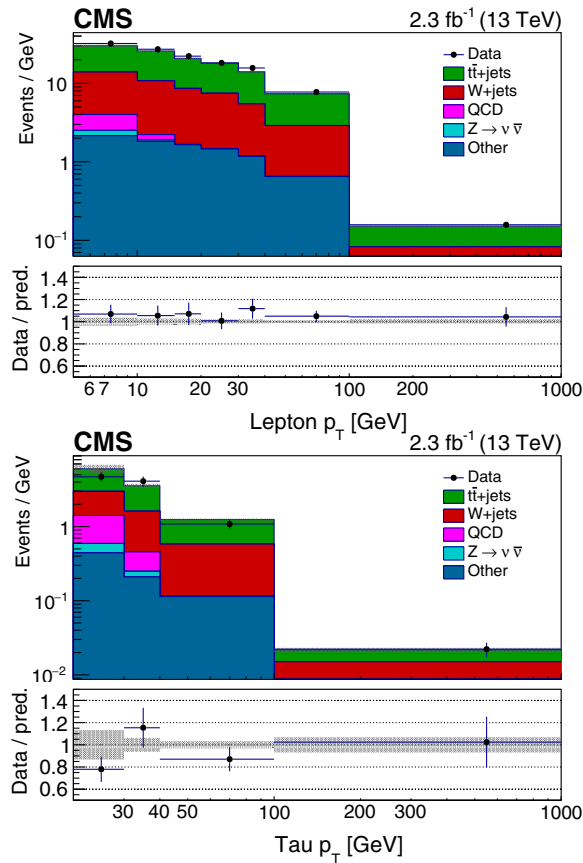 CMS 2.3 fb⁻¹ (13 TeV)
Events / GeV
10
1
10⁻¹
Data
tt̄+jets
W+jets
QCD
Z → ν ν̄
Other
Data / pred.
1.4
1.2
1
0.8
0.6
6 7 10 20 30 100 200 1000
Lepton p_T [GeV]
CMS 2.3 fb⁻¹ (13 TeV)
Events / GeV
1
10⁻¹
10⁻²
Data
tt̄+jets
W+jets
QCD
Z → ν ν̄
Other
Data / pred.
1.4
1.2
1
0.8
0.6
30 40 50 100 200 300 1000
Tau p_T [GeV]